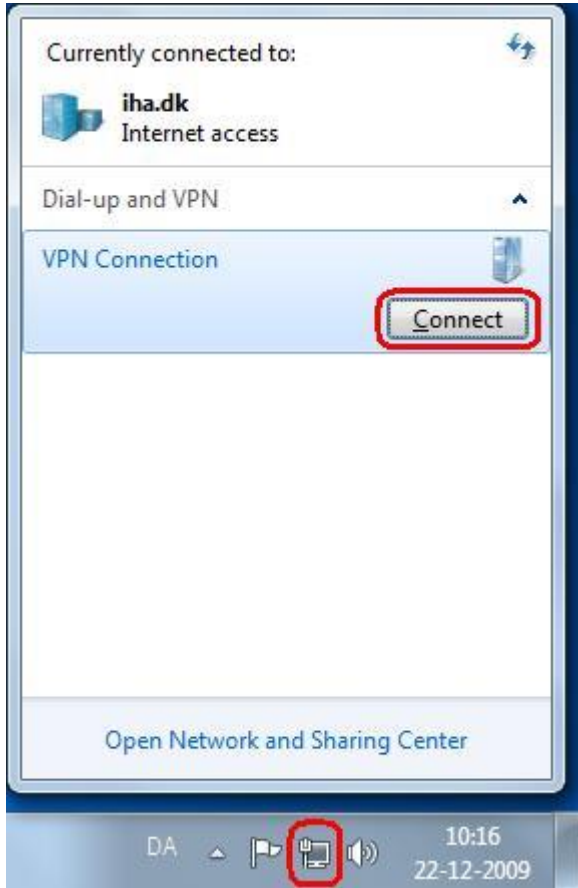 Currently connected to:
iha.dk
Internet access
Dial-up and VPN
VPN Connection
Connect
Open Network and Sharing Center
DA
10:16
22-12-2009